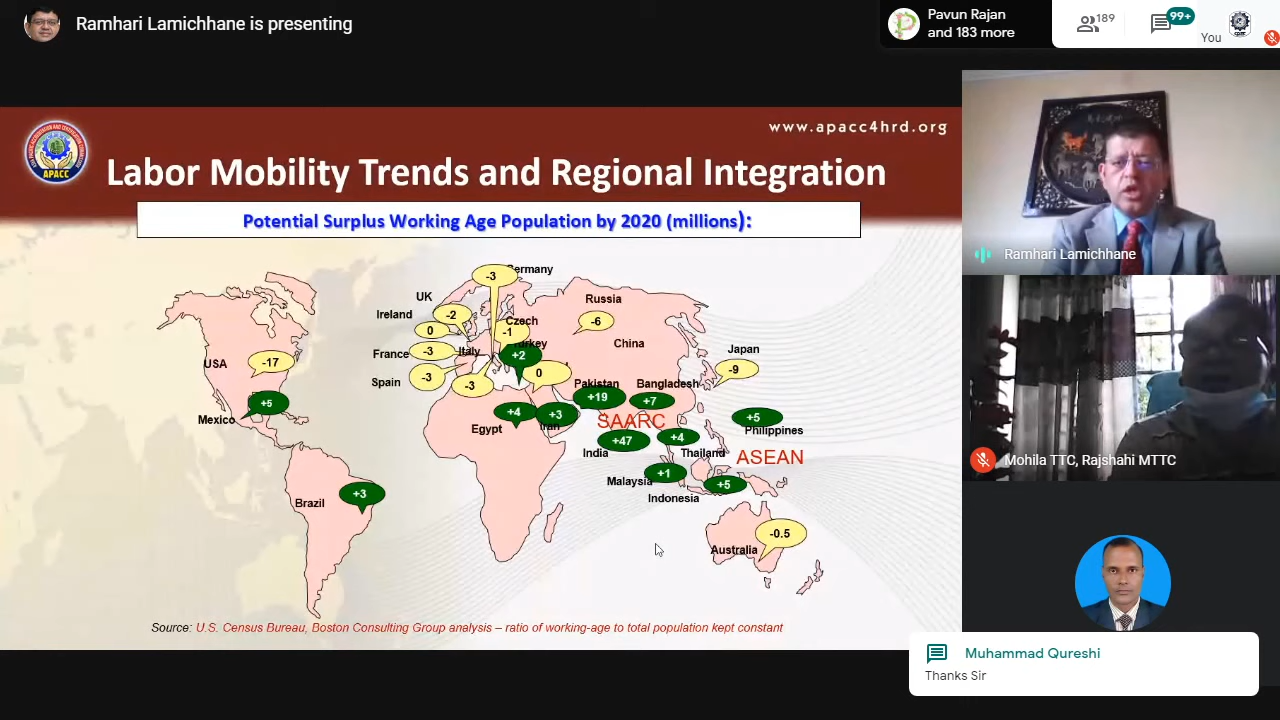 Ramhari Lamichhane is presenting
Pavun Rajan
and 183 more
189
99+
You
www.apacc4hrd.org
APACC
Labor Mobility Trends and Regional Integration
Potential Surplus Working Age Population by 2020 (millions):
Germany
-3
UK
-2
Ireland
0
Russia
-6
Czech
-1
Turkey
+2
China
France
-3
Italy
-3
Spain
-3
0
Japan
-9
USA
-17
Mexico
+5
Pakistan
+19
Bangladesh
+7
Egypt
+4
Iran
+3
SAARC
India
+47
Thailand
+4
Philippines
+5
ASEAN
Malaysia
+1
Indonesia
+5
Brazil
+3
Australia
-0.5
Source: U.S. Census Bureau, Boston Consulting Group analysis – ratio of working-age to total population kept constant
Ramhari Lamichhane
Mohila TTC, Rajshahi MTTC
Muhammad Qureshi
Thanks Sir